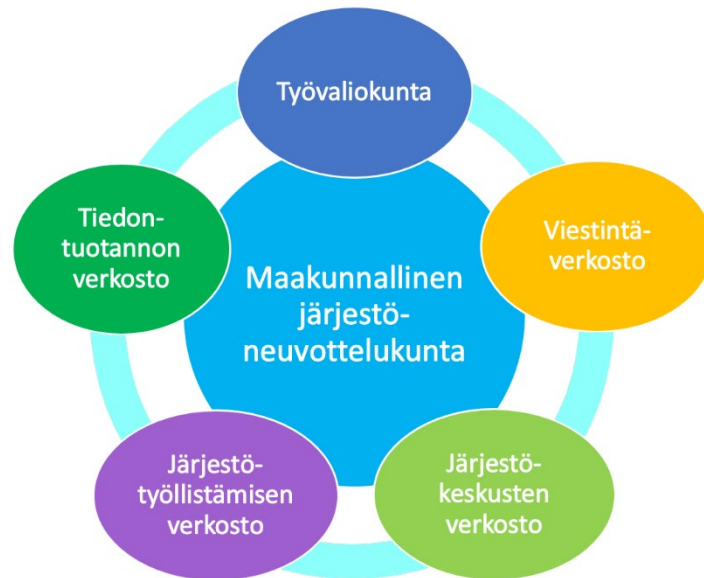 Työvaliokunta
Tiedon-
tuotannon
verkosto
Viestintä-
verkosto
Maakunnallinen
järjestö-
neuvottelukunta
Järjestö-
työllistämisen
verkosto
Järjestö-
keskusten
verkosto